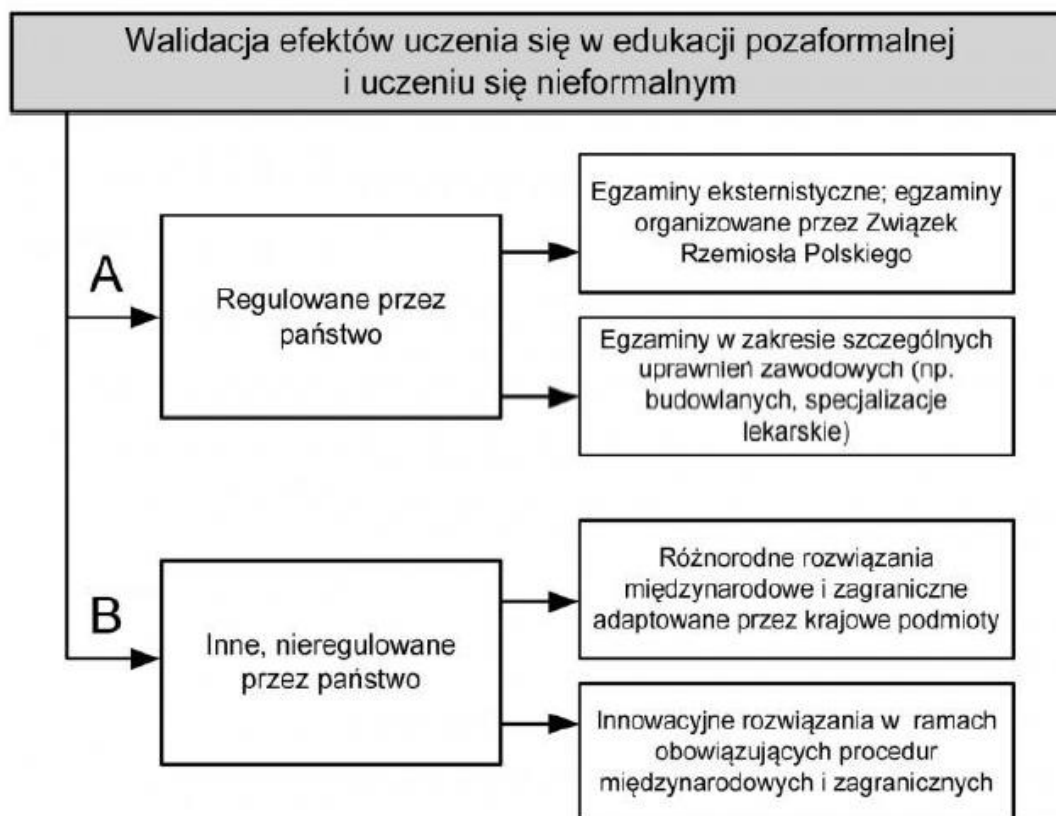 Walidacja efektów uczenia się w edukacji pozaformalnej
i uczeniu się nieformalnym
A
Regulowane przez
państwo
Egzaminy eksternistyczne; egzaminy
organizowane przez Związek
Rzemiosła Polskiego
Egzaminy w zakresie szczególnych
uprawnień zawodowych (np.
budowlanych, specjalizacje
lekarskie)
B
Inne, nieregulowane
przez państwo
Różnorodne rozwiązania
międzynarodowe i zagraniczne
adaptowane przez krajowe podmioty
Innowacyjne rozwiązania w ramach
obowiązujących procedur
międzynarodowych i zagranicznych